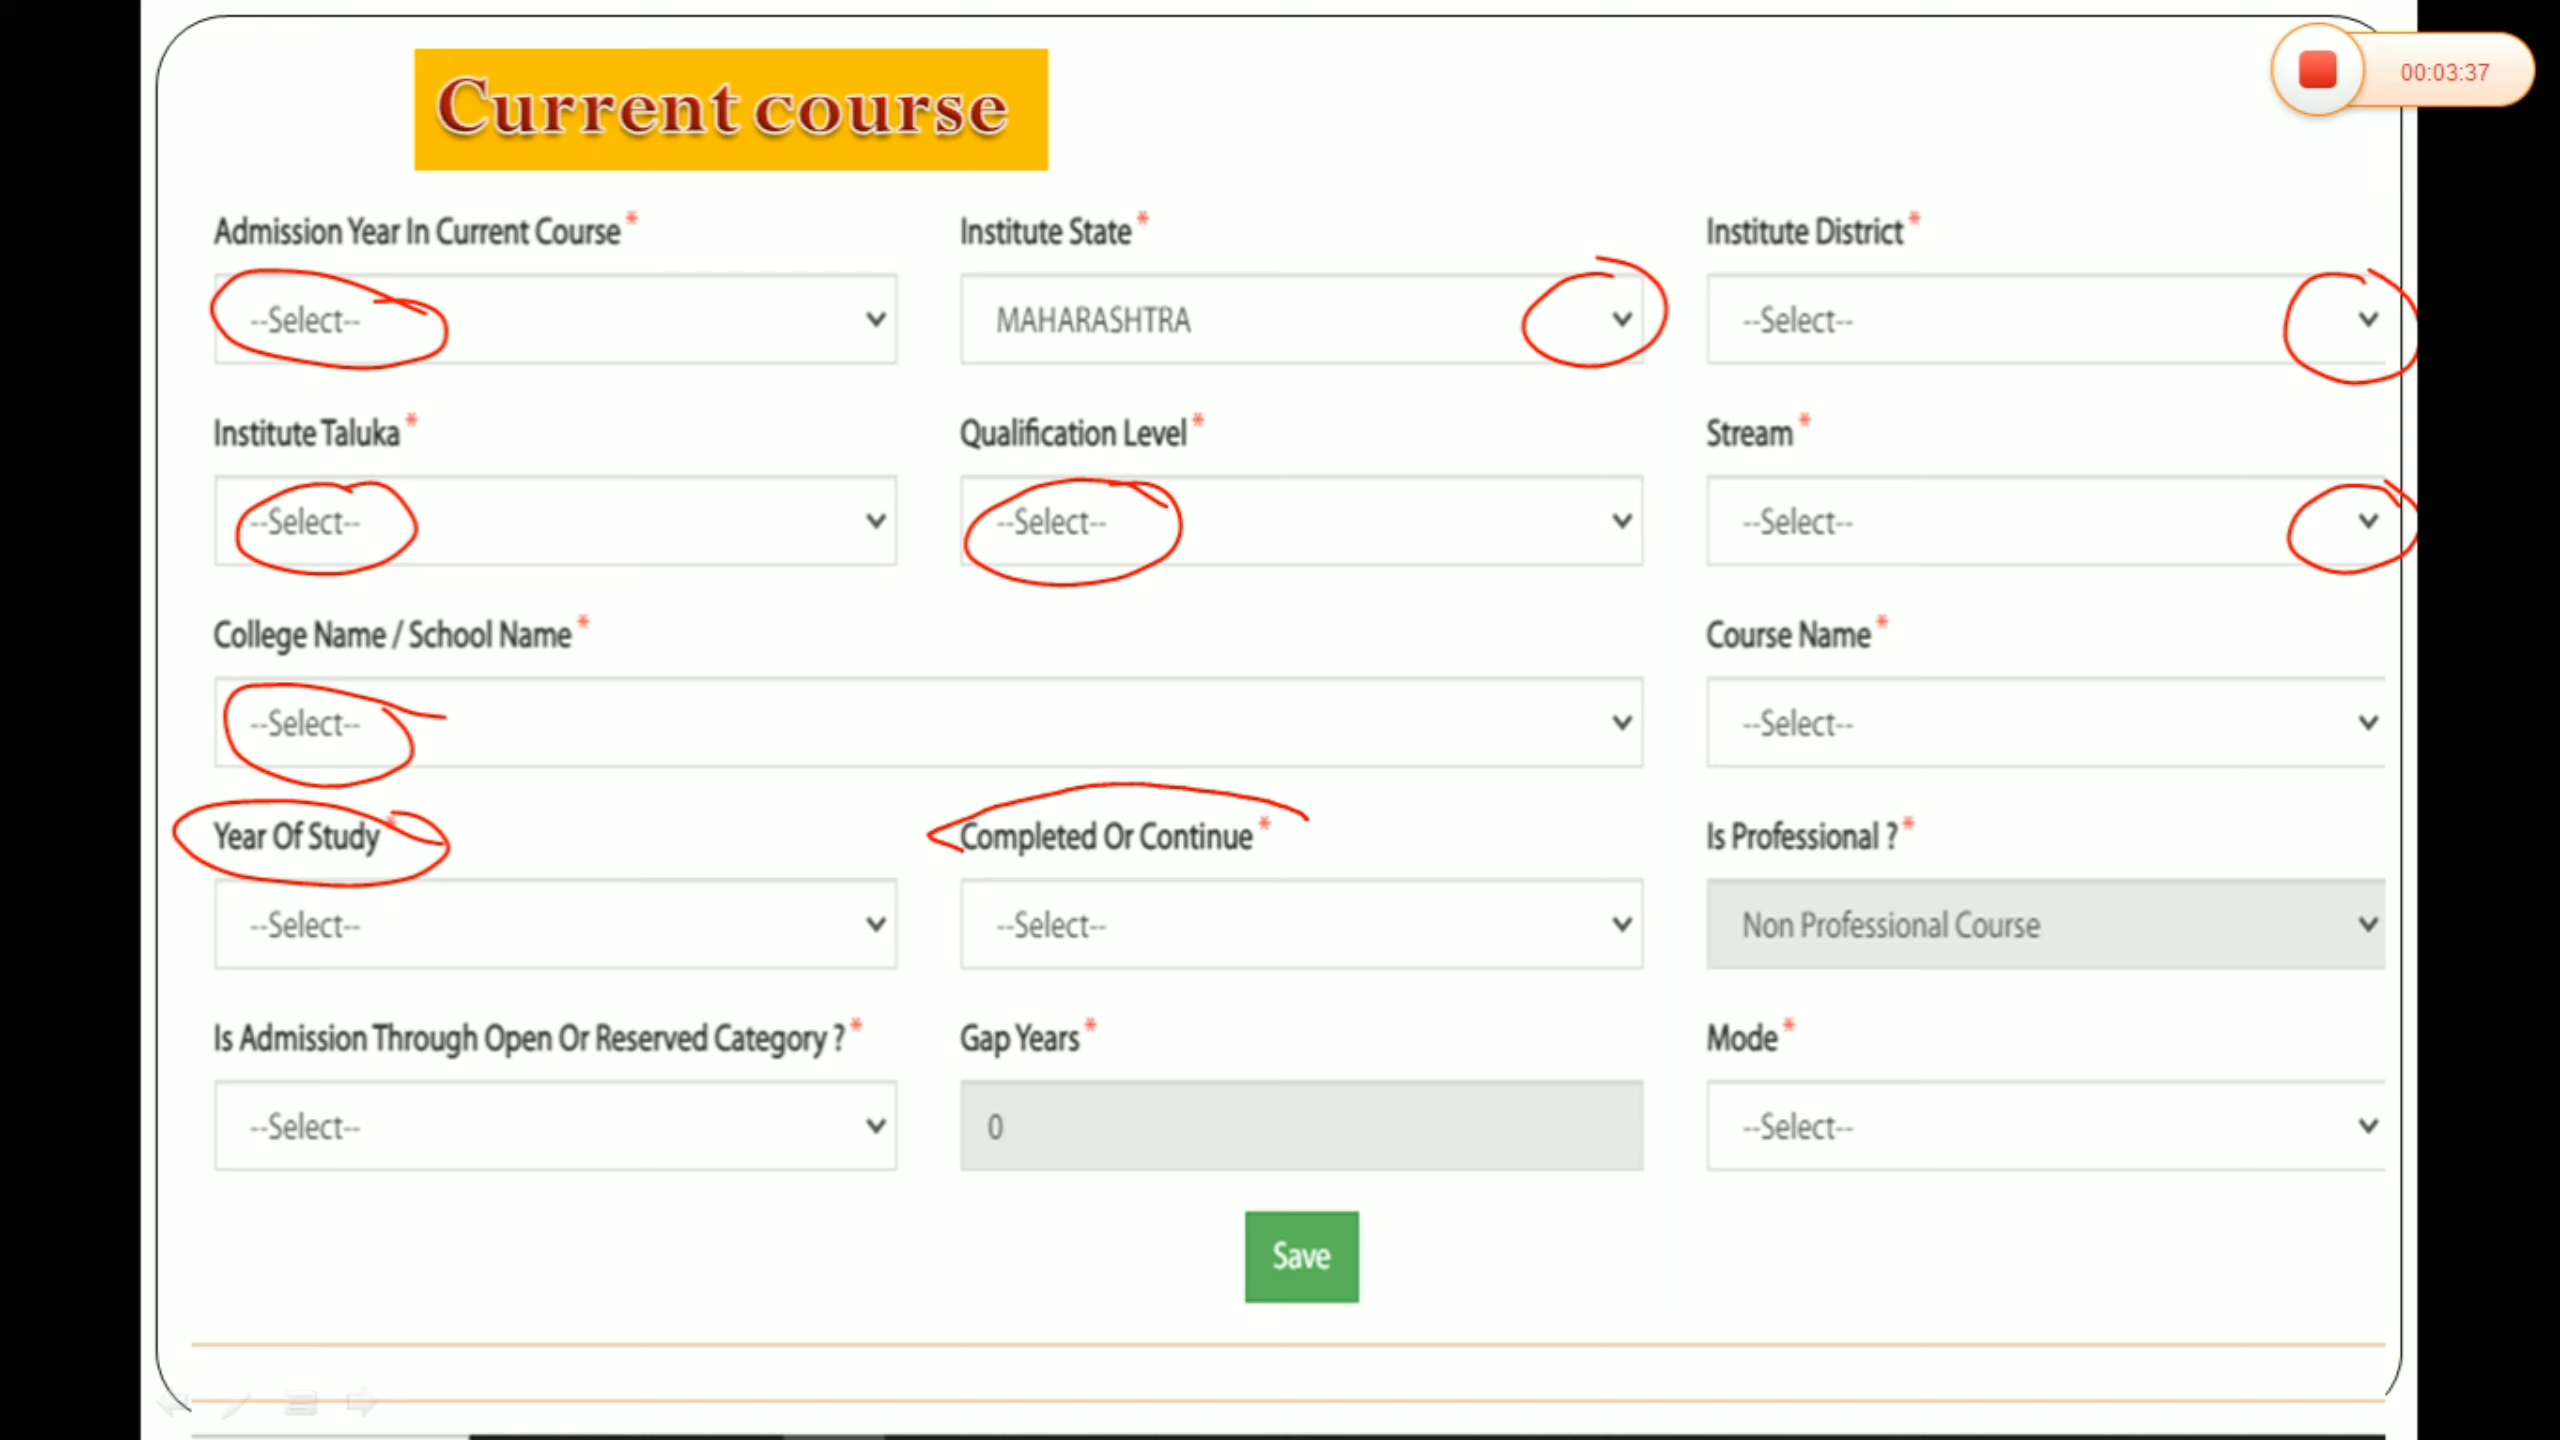 Current course
00:03:37
Admission Year In Current Course *
Institute State *
Institute District *
--Select--
MAHARASHTRA
--Select--
Institute Taluka *
Qualification Level *
Stream *
--Select--
--Select--
--Select--
College Name / School Name *
Course Name *
--Select--
--Select--
Year Of Study *
Completed Or Continue *
Is Professional ? *
--Select--
--Select--
Non Professional Course
Is Admission Through Open Or Reserved Category ? *
Gap Years *
Mode *
--Select--
0
--Select--
Save